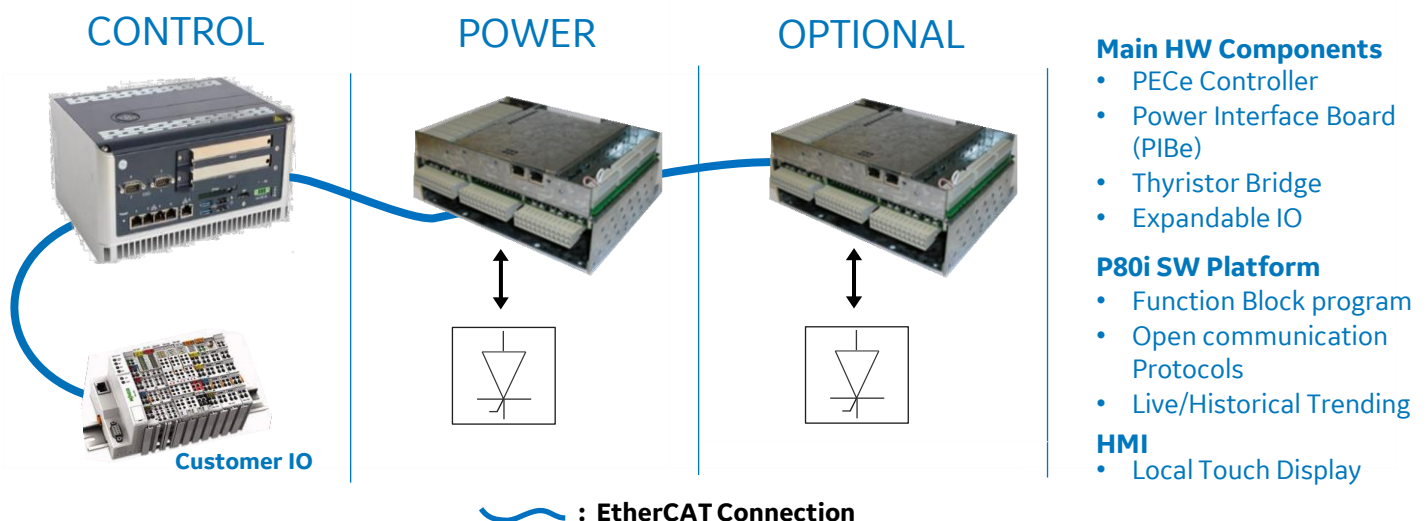 CONTROL
POWER
OPTIONAL
Customer IO
Main HW Components
• PECe Controller
• Power Interface Board
(PIBe)
• Thyristor Bridge
• Expandable IO
P80i SW Platform
• Function Block program
• Open communication
Protocols
• Live/Historical Trending
HMI
• Local Touch Display
: EtherCAT Connection